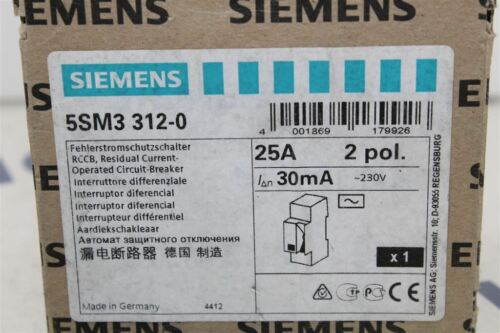 SIEMENS
SIEMENS
5SM3 312-0
4 001869 179926
Fehlerstromschutzschalter
RCCB, Residual Current-
Operated Circuit-Breaker
Interruttore differenziale
Interruptor diferencial
Interruptor diferencial
Interrupteur différentiel
Aardlekschakelaar
Автомат защитного отключения
漏电断路器 德国 制造
Made in Germany
4412
25A 2 pol.
I∆n 30mA ~230V
x 1
CE
SIEMENS AG; Siemensstr. 10; D-93055 REGENSBURG